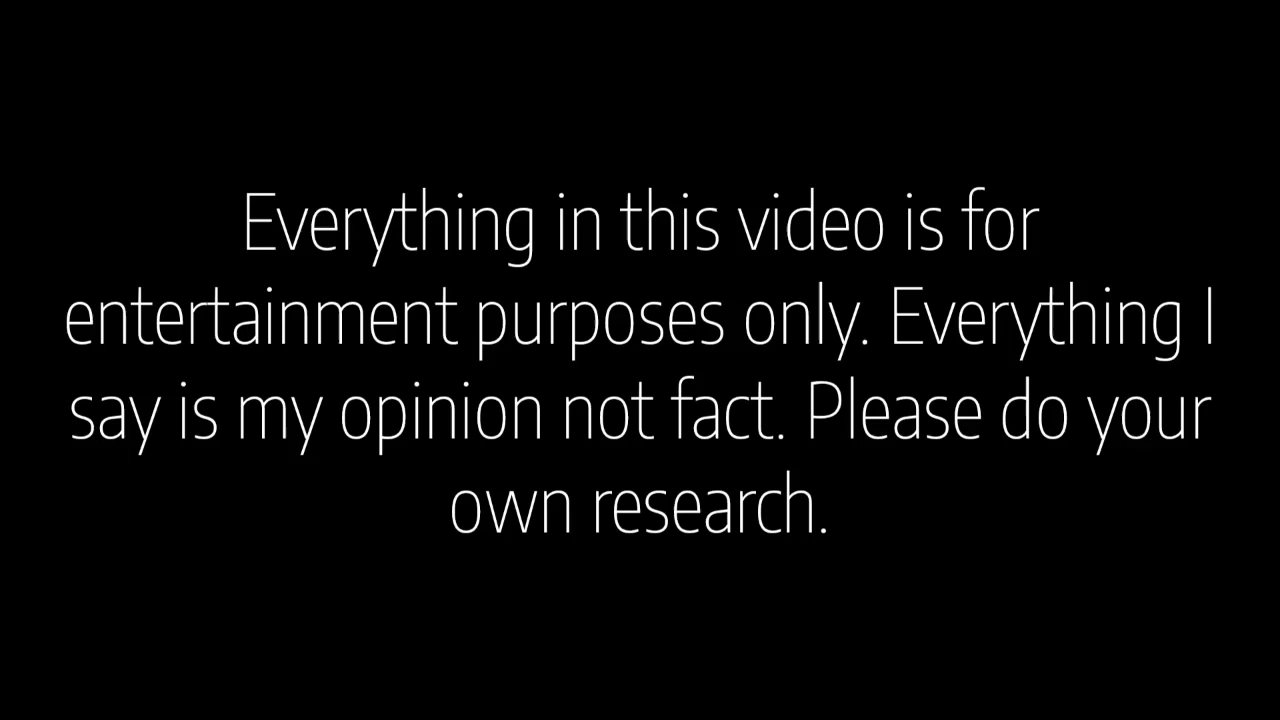 Everything in this video is for
entertainment purposes only. Everything I
say is my opinion not fact. Please do your
own research.